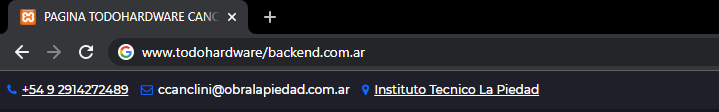 PAGINA TODOHARDWARE CANC
www.todohardware/backend.com.ar
+54 9 2914272489 ccanclini@obralapiedad.com.ar Instituto Tecnico La Piedad